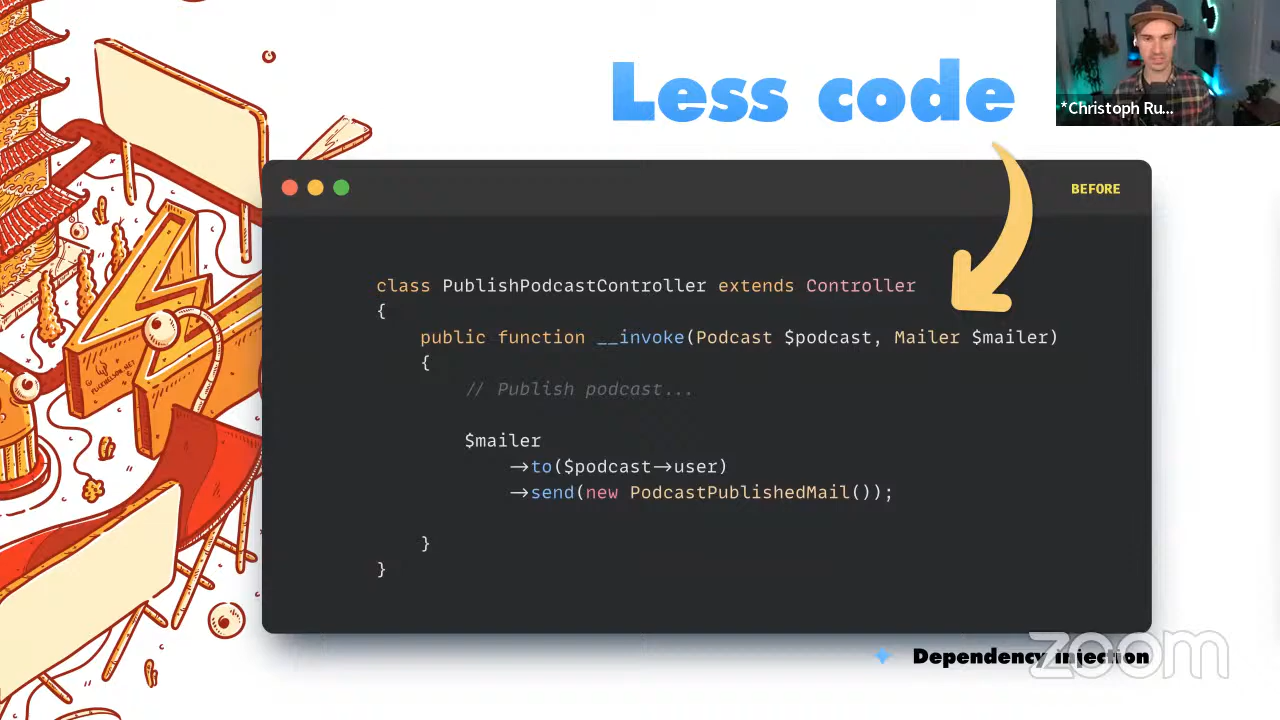 Less code
*Christoph Ru...
BEFORE
class PublishPodcastController extends Controller
{
public function __invoke(Podcast $podcast, Mailer $mailer)
{
// Publish podcast...
$mailer
->to($podcast->user)
->send(new PodcastPublishedMail());
}
}
Dependency injection
zoom